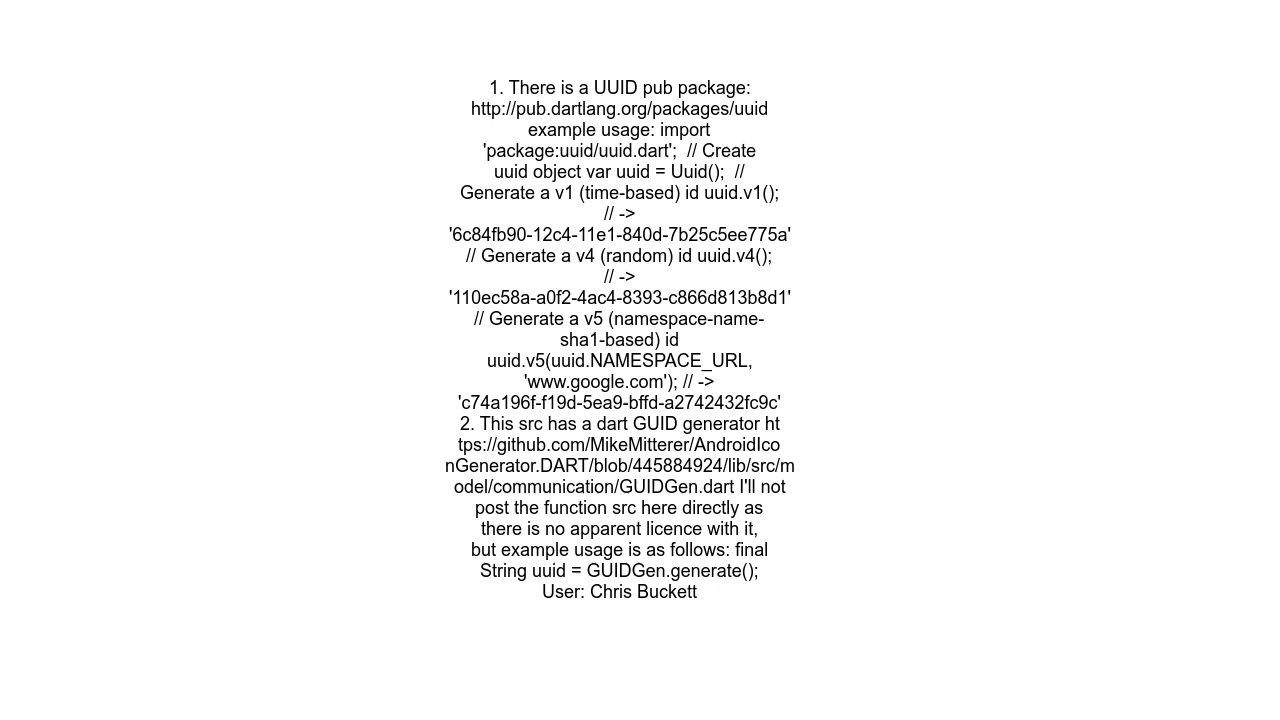 1. There is a UUID pub package:
http://pub.dartlang.org/packages/uuid
example usage: import
'package:uuid/uuid.dart';  // Create
uuid object var uuid = Uuid();  //
Generate a v1 (time-based) id uuid.v1();
// ->
'6c84fb90-12c4-11e1-840d-7b25c5ee775a'
// Generate a v4 (random) id uuid.v4();
// ->
'110ec58a-a0f2-4ac4-8393-c866d813b8d1'
// Generate a v5 (namespace-name-
sha1-based) id
uuid.v5(uuid.NAMESPACE_URL,
'www.google.com'); // ->
'c74a196f-f19d-5ea9-bffd-a2742432fc9c'
2. This src has a dart GUID generator ht
tps://github.com/MikeMitterer/AndroidIco
nGenerator.DART/blob/445884924/lib/src/m
odel/communication/GUIDGen.dart I'll not
post the function src here directly as
there is no apparent licence with it,
but example usage is as follows: final
String uuid = GUIDGen.generate();
User: Chris Buckett